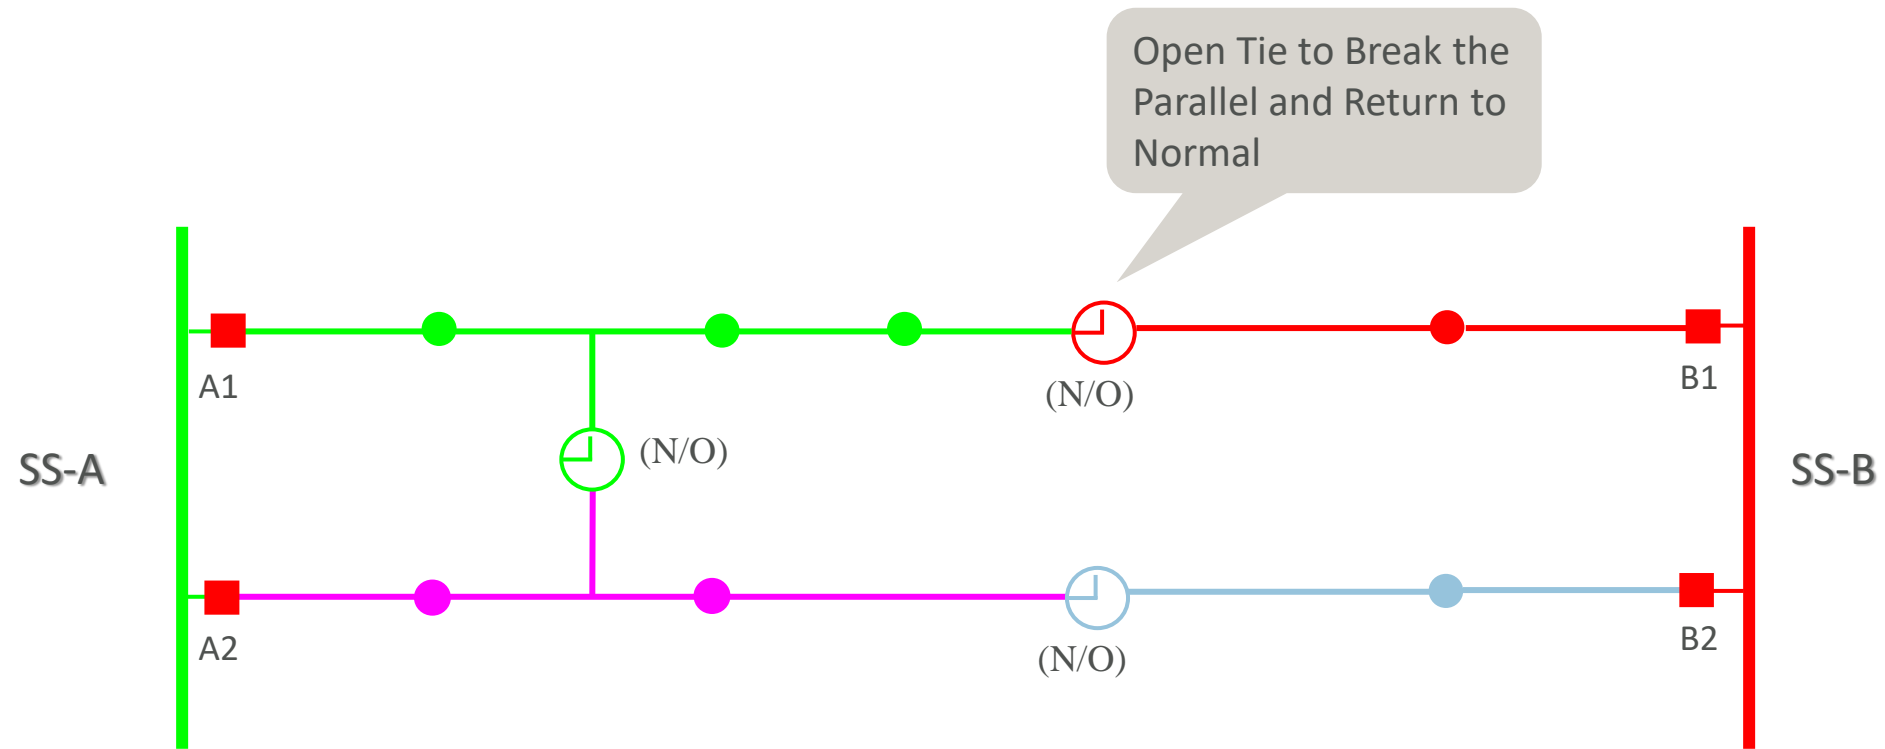 Open Tie to Break the
Parallel and Return to
Normal
A1
(N/O)
B1
(N/O)
SS-A
SS-B
A2
(N/O)
B2